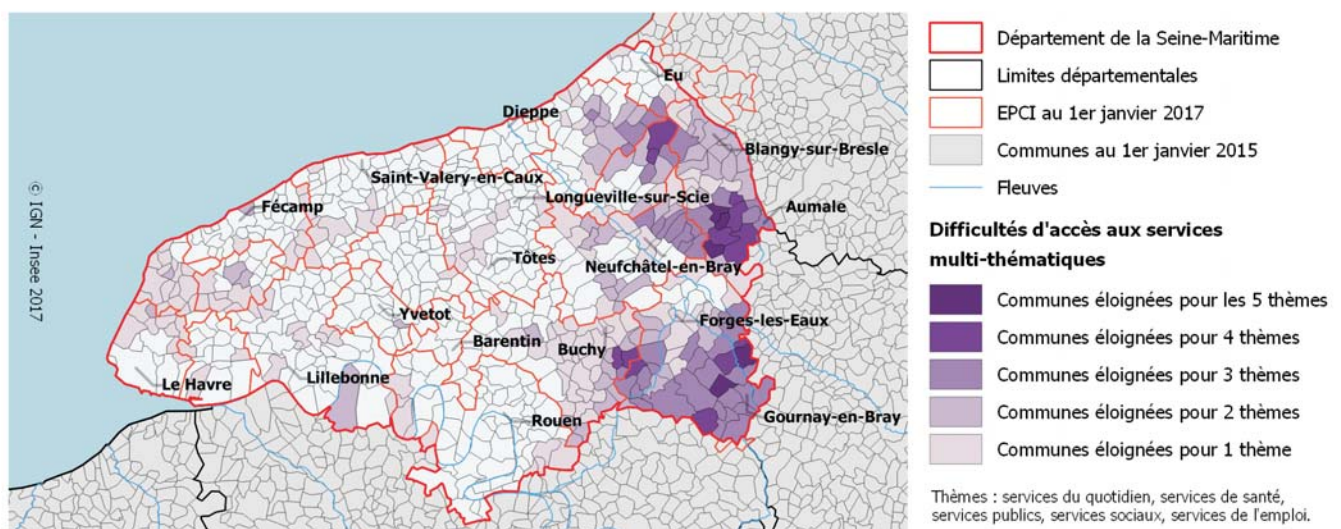 Eu
Dieppe
Blangy-sur-Bresle
Saint-Valery-en-Caux
Longueville-sur-Scie
Fécamp
Aumale
Tôtes
Neufchâtel-en-Bray
Yvetot
Forges-les-Eaux
Barentin
Buchy
Le Havre
Lillebonne
Rouen
Gournay-en-Bray
© IGN - Insee 2017
Département de la Seine-Maritime
Limites départementales
EPCI au 1er janvier 2017
Communes au 1er janvier 2015
Fleuves
Difficultés d'accès aux services
multi-thématiques
Communes éloignées pour les 5 thèmes
Communes éloignées pour 4 thèmes
Communes éloignées pour 3 thèmes
Communes éloignées pour 2 thèmes
Communes éloignées pour 1 thème
Thèmes : services du quotidien, services de santé,
services publics, services sociaux, services de l'emploi.